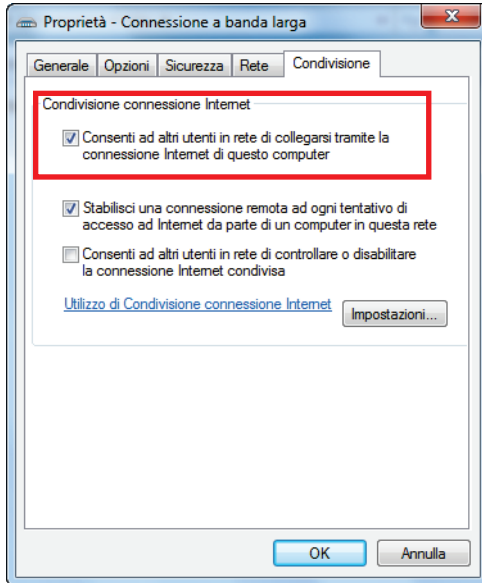 Proprietà - Connessione a banda larga
Generale Opzioni Sicurezza Rete Condivisione
Condivisione connessione Internet
Consenti ad altri utenti in rete di collegarsi tramite la
connessione Internet di questo computer
Stabilisci una connessione remota ad ogni tentativo di
accesso ad Internet da parte di un computer in questa rete
Consenti ad altri utenti in rete di controllare o disabilitare
la connessione Internet condivisa
Utilizzo di Condivisione connessione Internet
Impostazioni...
OK Annulla